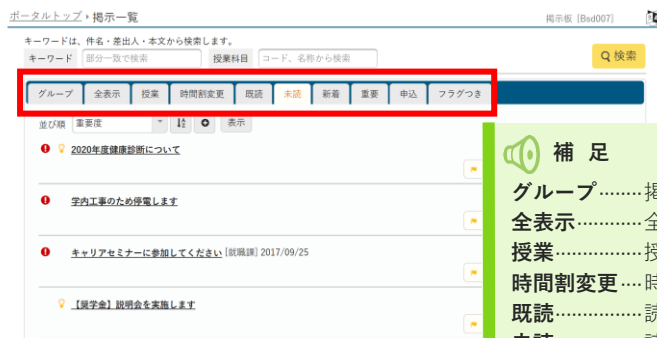 ポータルトップ▸掲示一覧
掲示板 [Bsd007]
キーワードは、件名・差出人・本文から検索します。
キーワード 部分一致で検索 授業科目 コード、名称から検索 検索
グループ 全表示 授業 時間割変更 既読 未読 新着 重要 申込 フラグつき
並び順 重要度 表示
2020年度健康診断について
学内工事のため停電します
キャリアセミナーに参加してください [就職課] 2017/09/25
【奨学金】説明会を実施します
補 足
グループ········掲
全表示············全
授業················授
時間割変更····時
既読················読